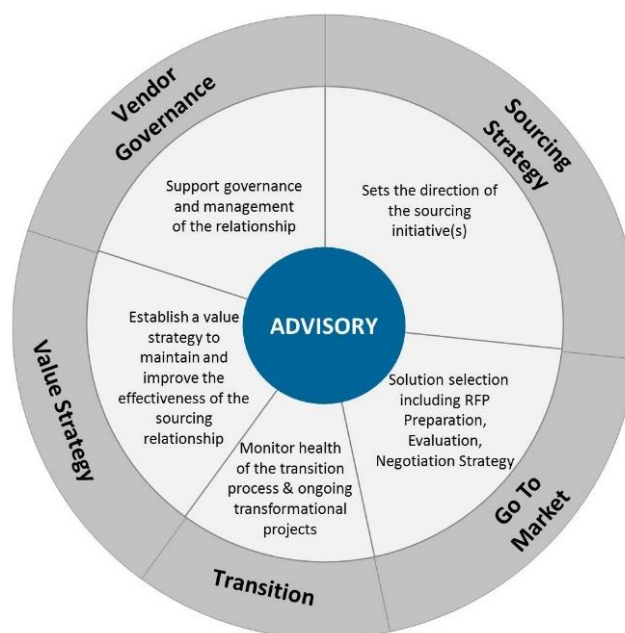 Vendor
Governance
Sourcing
Strategy
Support governance
and management
of the relationship
Sets the direction of
the sourcing
initiative(s)
ADVISORY
Establish a value
strategy to
maintain and
improve the
effectiveness of the
sourcing
relationship
Solution selection
including RFP
Preparation,
Evaluation,
Negotiation Strategy
Monitor health
of the transition
process & ongoing
transformational
projects
Value Strategy
Transition
Go To
Market